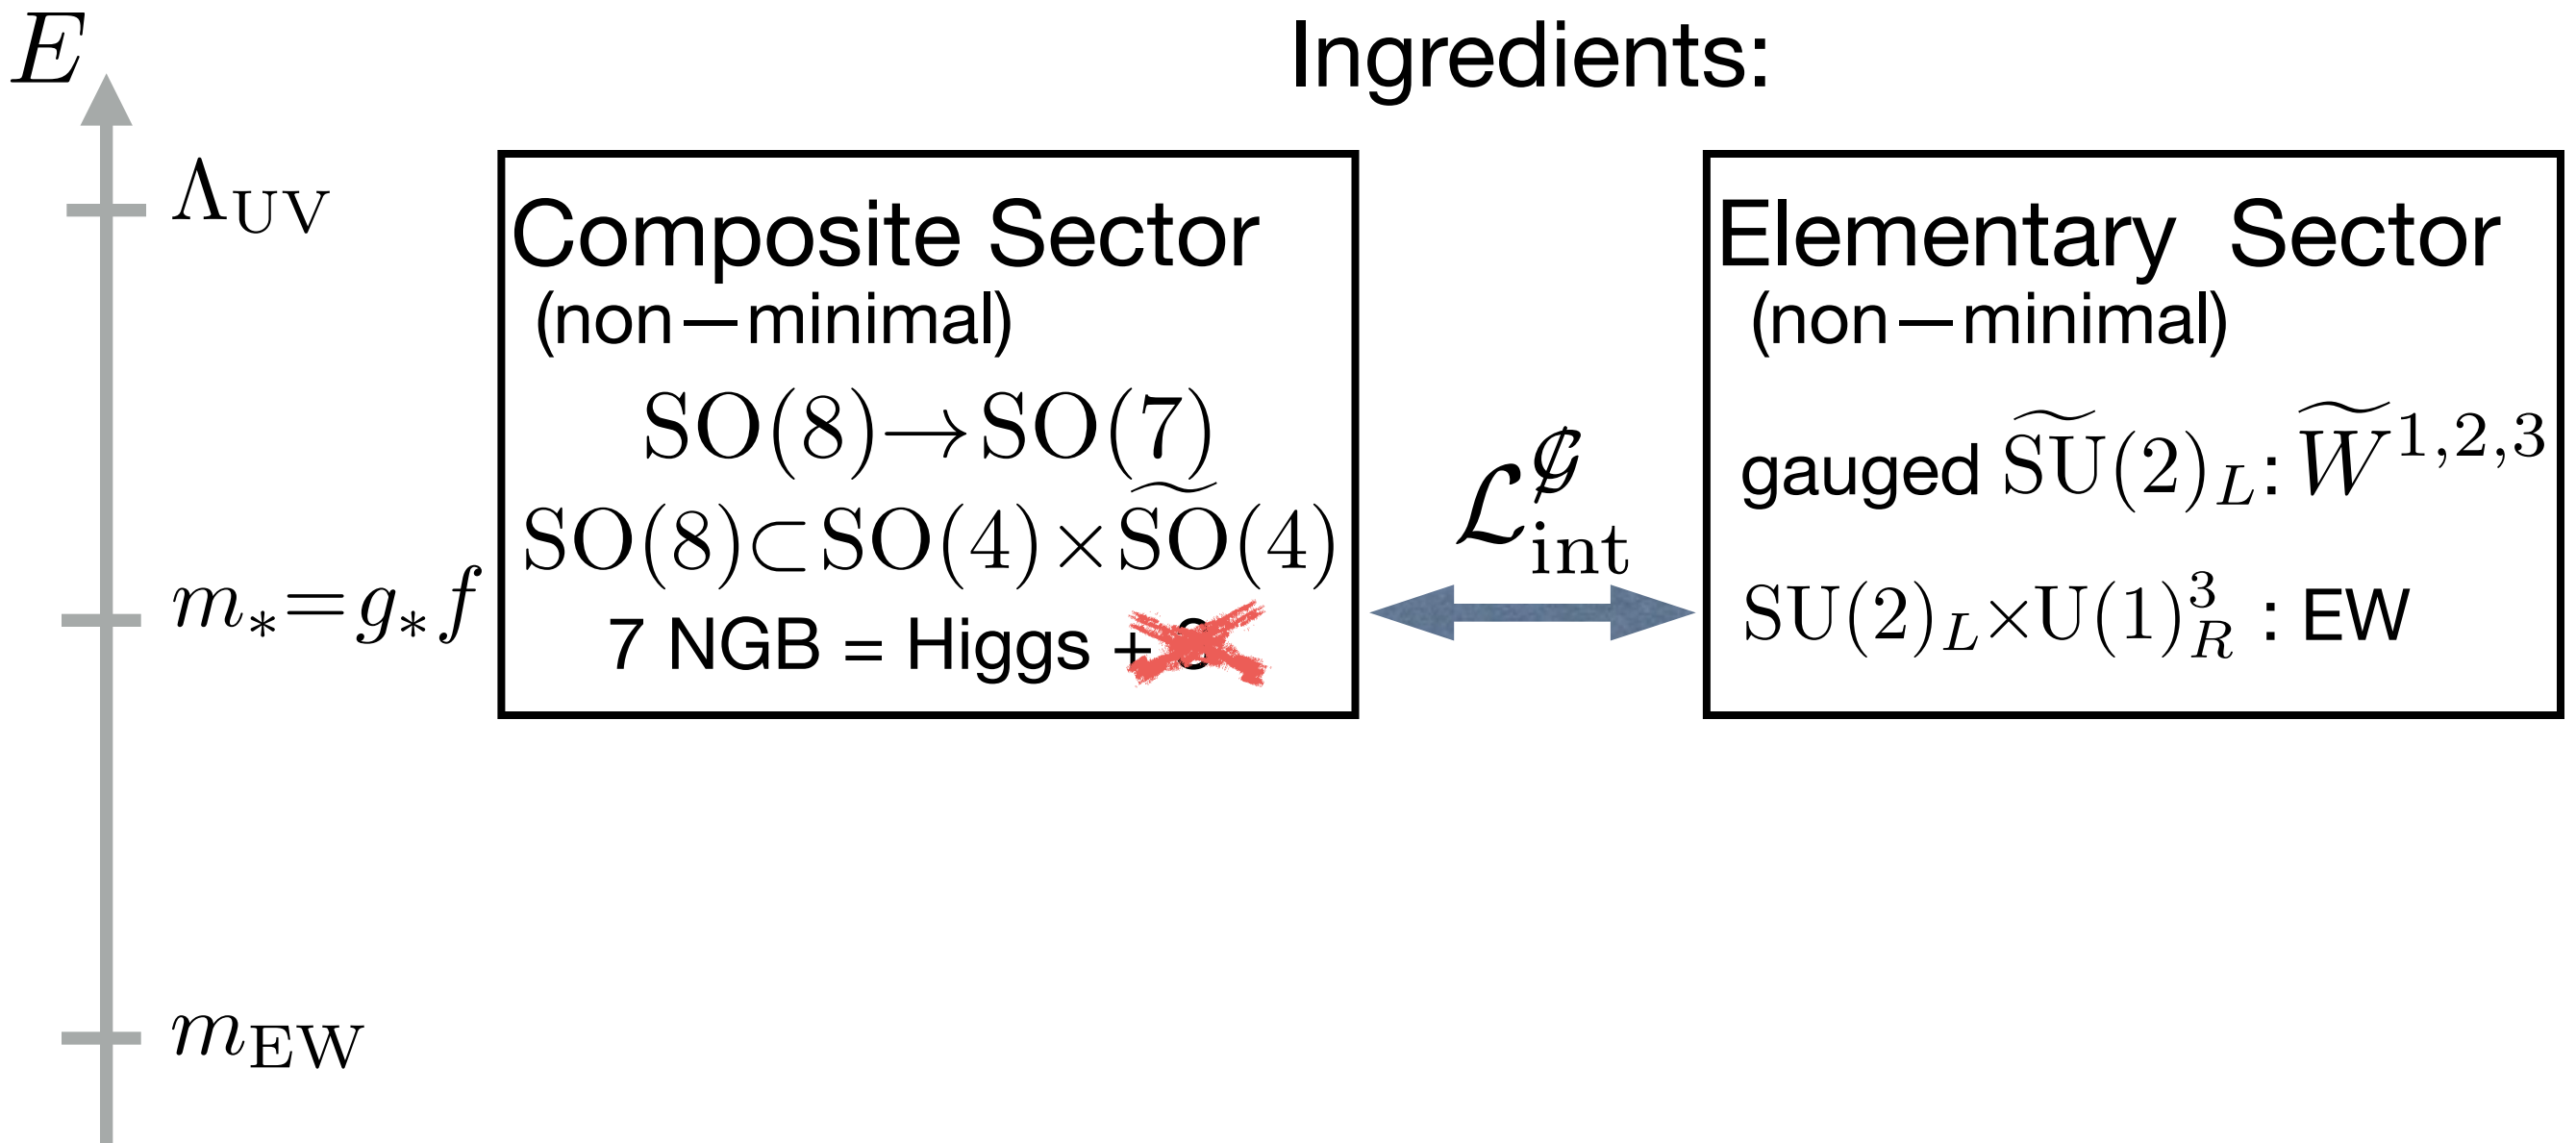 E
Ingredients:
Λ_UV
m_*=g_*f
m_EW
Composite Sector
(non—minimal)
SO(8)→SO(7)
SO(8)⊂SO(4)×S͠O(4)
7 NGB = Higgs +
ℒ_int^𝒢̸
Elementary Sector
(non—minimal)
gauged S͠U(2)_L: W͠^1,2,3
SU(2)_L×U(1)_R^3 : EW